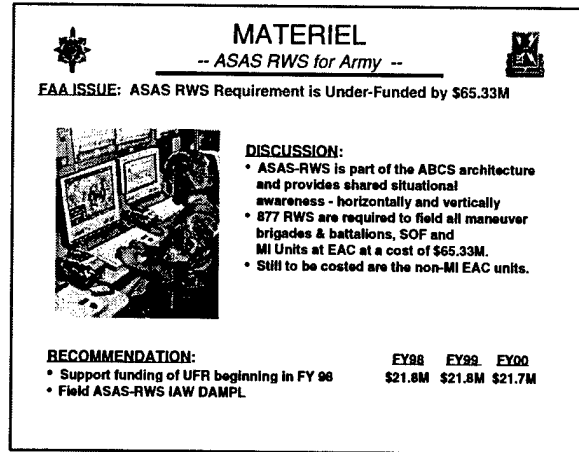 MATERIEL
-- ASAS RWS for Army --
FAA ISSUE: ASAS RWS Requirement is Under-Funded by $65.33M
DISCUSSION:
• ASAS-RWS is part of the ABCS architecture
and provides shared situational
awareness - horizontally and vertically
• 877 RWS are required to field all maneuver
brigades & battalions, SOF and
MI Units at EAC at a cost of $65.33M.
• Still to be costed are the non-MI EAC units.
RECOMMENDATION: FY98 FY99 FY00
• Support funding of UFR beginning in FY 98 $21.8M $21.8M $21.7M
• Field ASAS-RWS IAW DAMPL